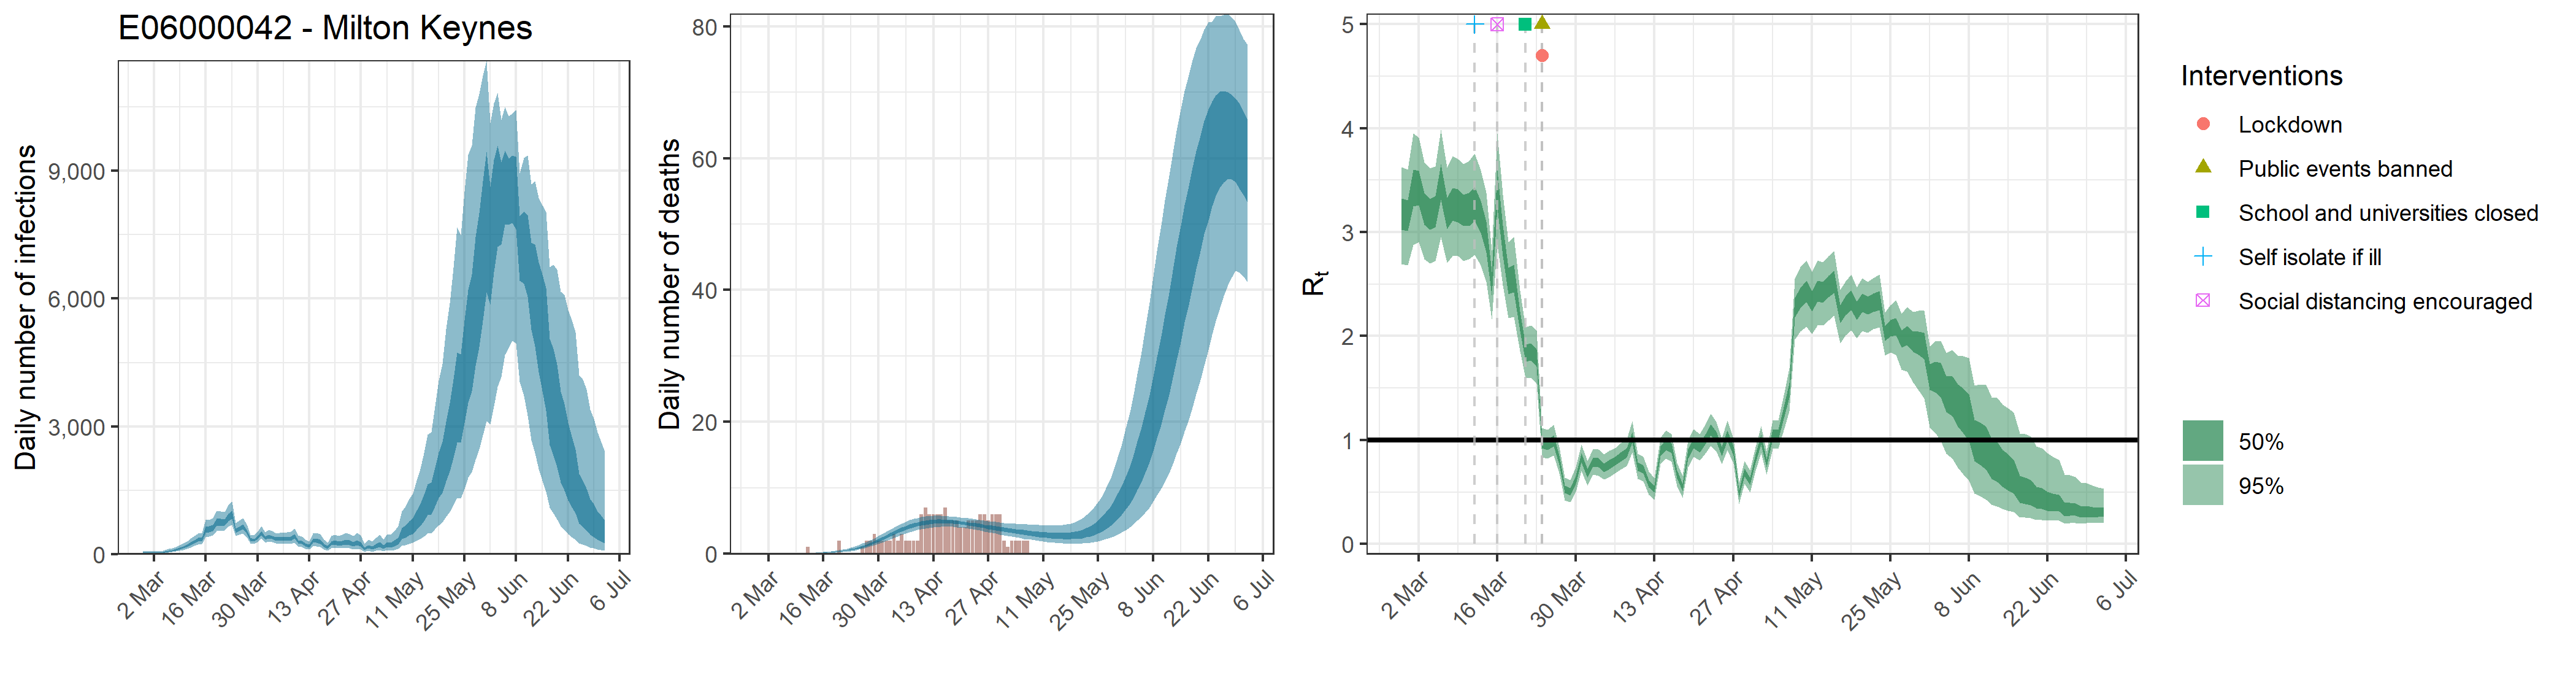 E06000042 - Milton Keynes
Daily number of infections
9,000
6,000
3,000
0
2 Mar
16 Mar
30 Mar
13 Apr
27 Apr
11 May
25 May
8 Jun
22 Jun
6 Jul
Daily number of deaths
80
60
40
20
0
2 Mar
16 Mar
30 Mar
13 Apr
27 Apr
11 May
25 May
8 Jun
22 Jun
6 Jul
Rt
5
4
3
2
1
0
2 Mar
16 Mar
30 Mar
13 Apr
27 Apr
11 May
25 May
8 Jun
22 Jun
6 Jul
Interventions
Lockdown
Public events banned
School and universities closed
Self isolate if ill
Social distancing encouraged
50%
95%